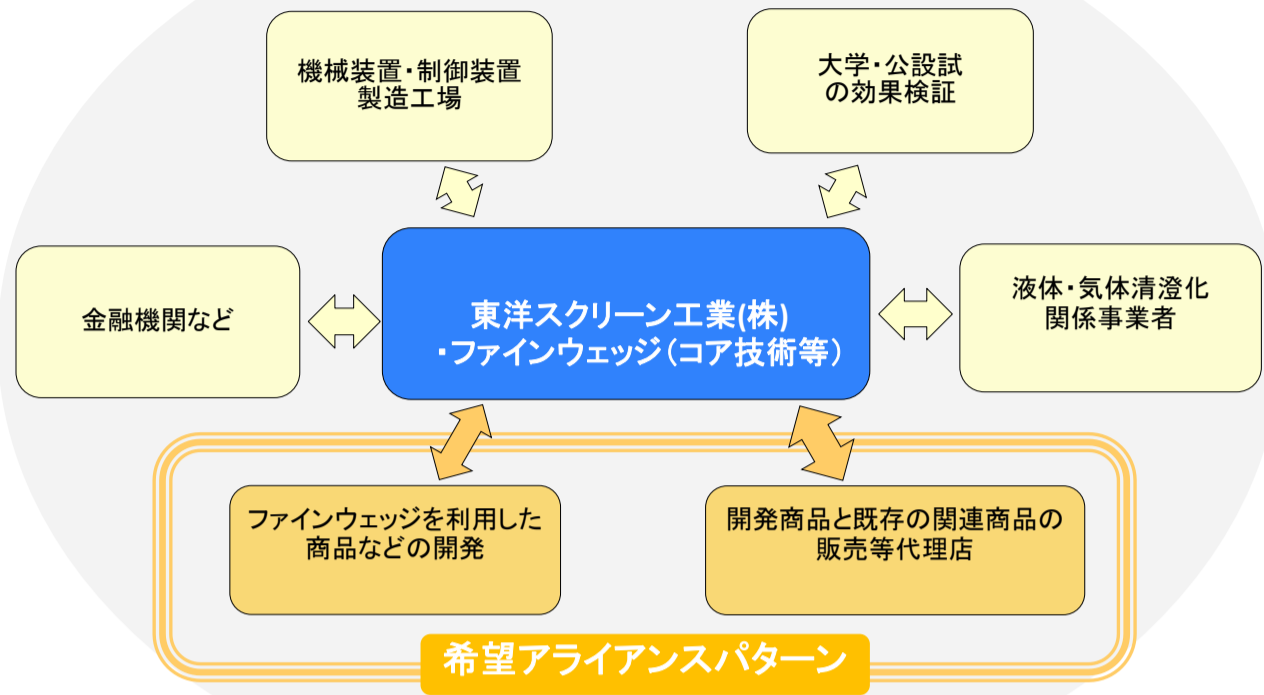 機械装置・制御装置
製造工場
大学・公設試
の効果検証
金融機関など
東洋スクリーン工業(株)
・ファインウェッジ（コア技術等）
液体・気体清澄化
関係事業者
ファインウェッジを利用した
商品などの開発
開発商品と既存の関連商品の
販売等代理店
希望アライアンスパターン